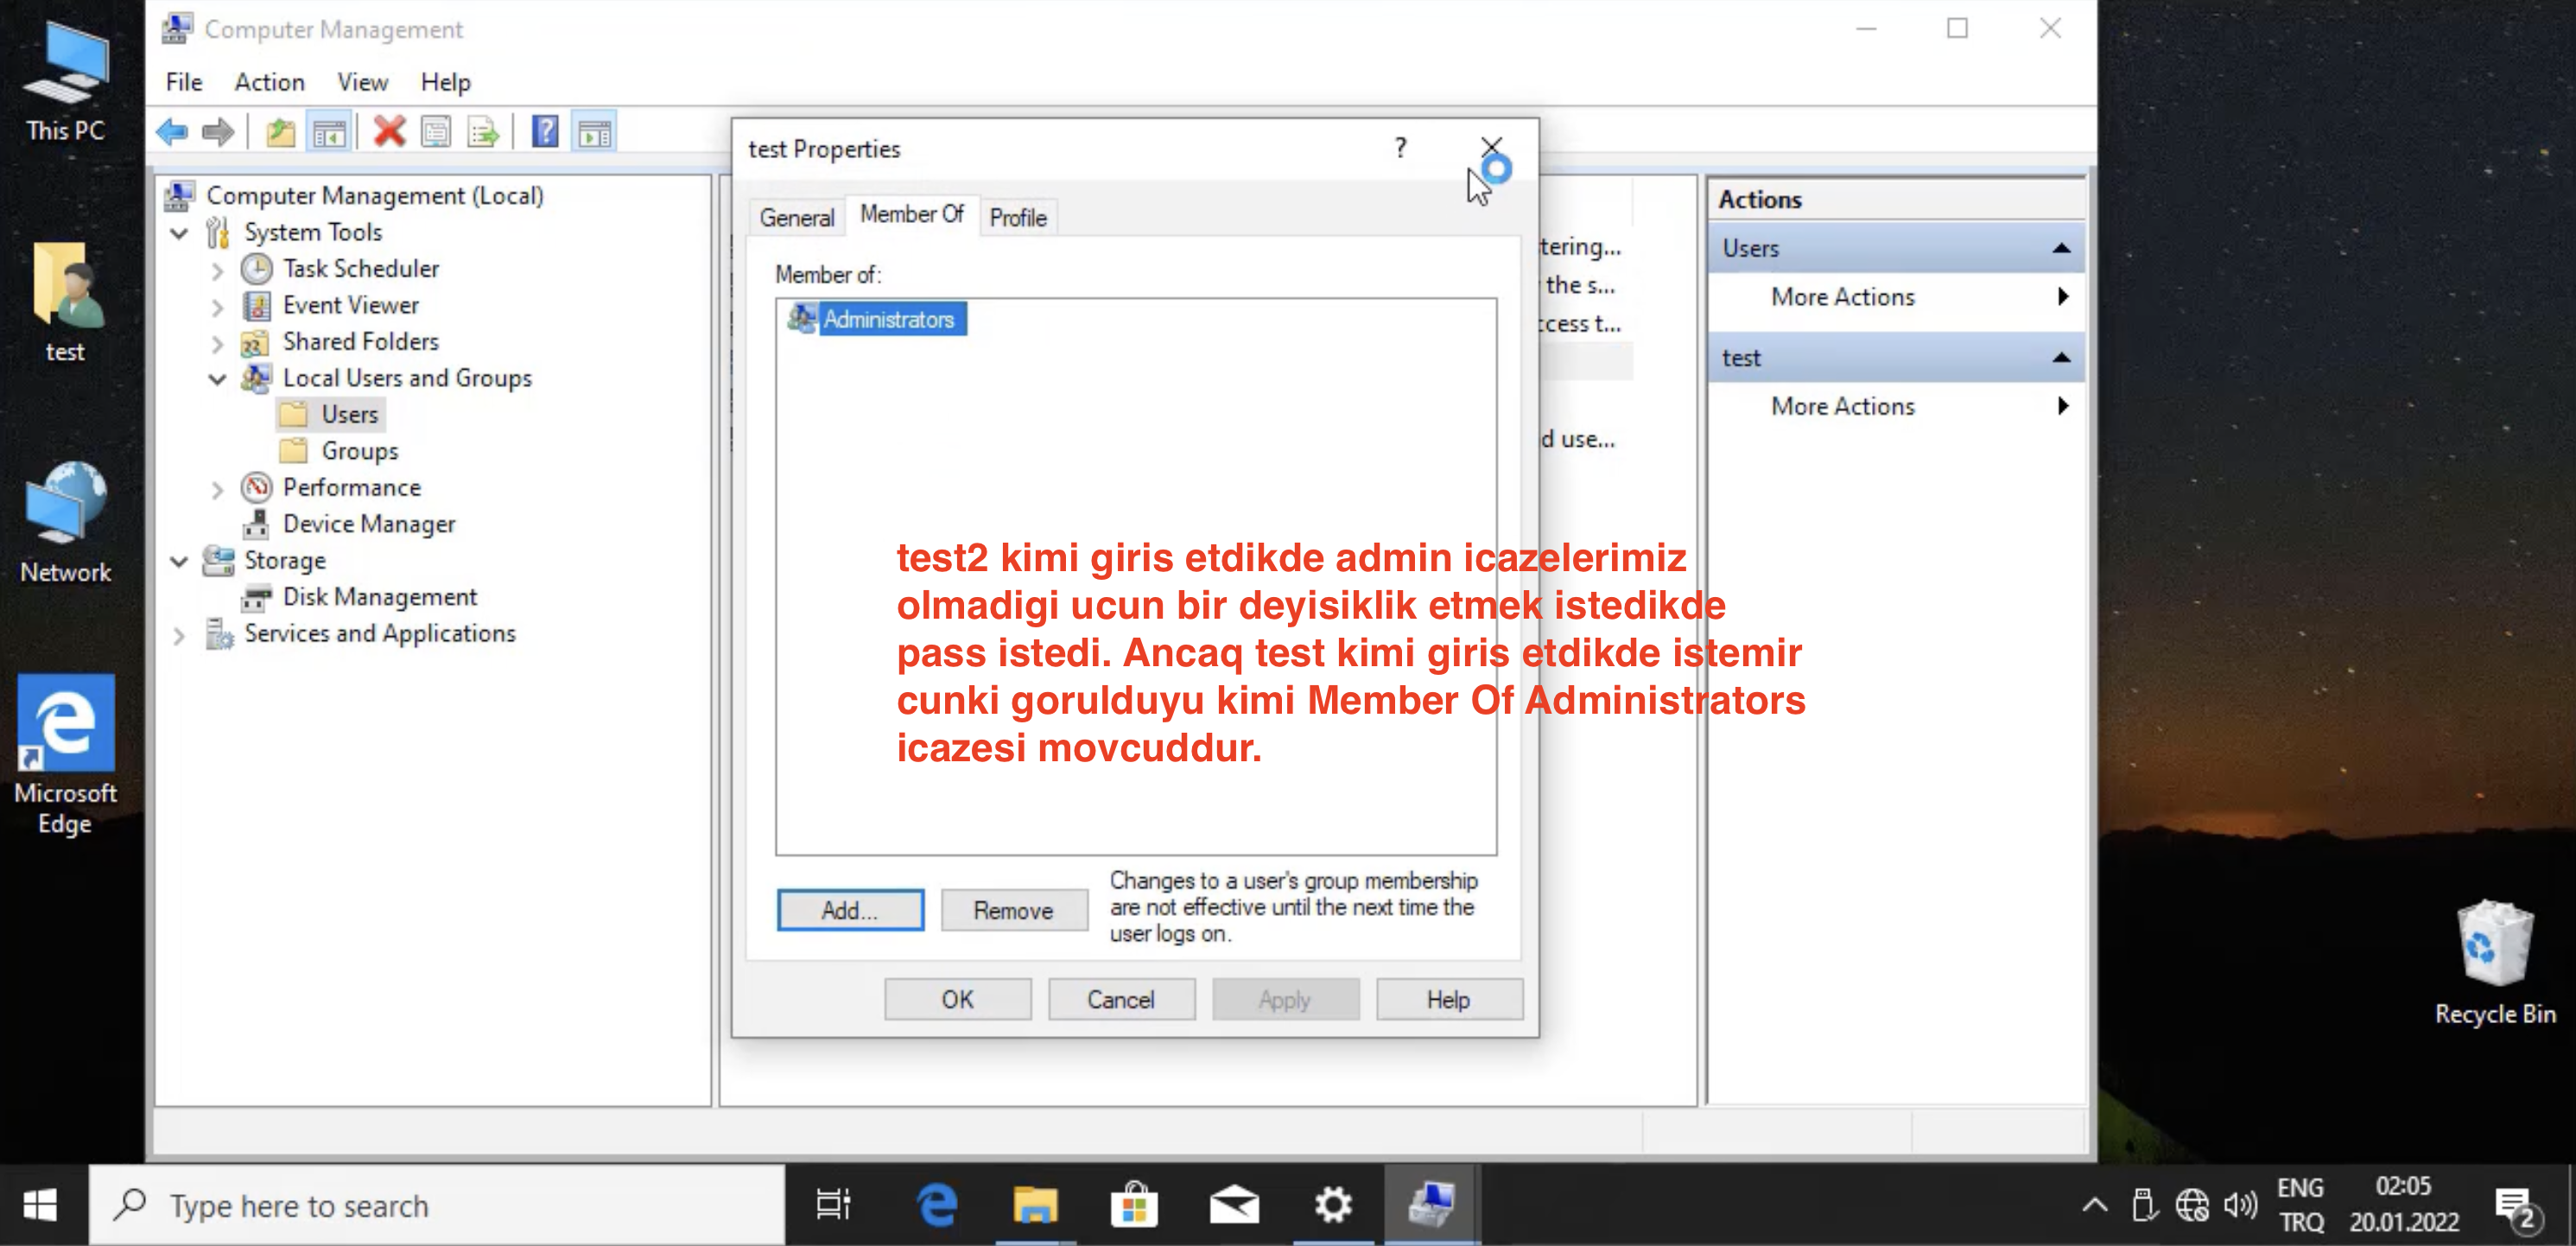 Computer Management
File Action View Help
This PC
test
Network
Microsoft
Edge
Computer Management (Local)
System Tools
Task Scheduler
Event Viewer
Shared Folders
Local Users and Groups
Users
Groups
Performance
Device Manager
Storage
Disk Management
Services and Applications
test Properties
?
General Member Of Profile
Member of:
Administrators
test2 kimi giris etdikde admin icazelerimiz
olmadigi ucun bir deyisiklik etmek istedikde
pass istedi. Ancaq test kimi giris etdikde istemir
cunki gorulduyu kimi Member Of Administrators
icazesi movcuddur.
Add...
Remove
Changes to a user's group membership
are not effective until the next time the
user logs on.
OK Cancel Apply Help
tering...
the s...
ccess t...
d use...
Actions
Users
More Actions
test
More Actions
Recycle Bin
Type here to search
ENG
TRQ
02:05
20.01.2022
2